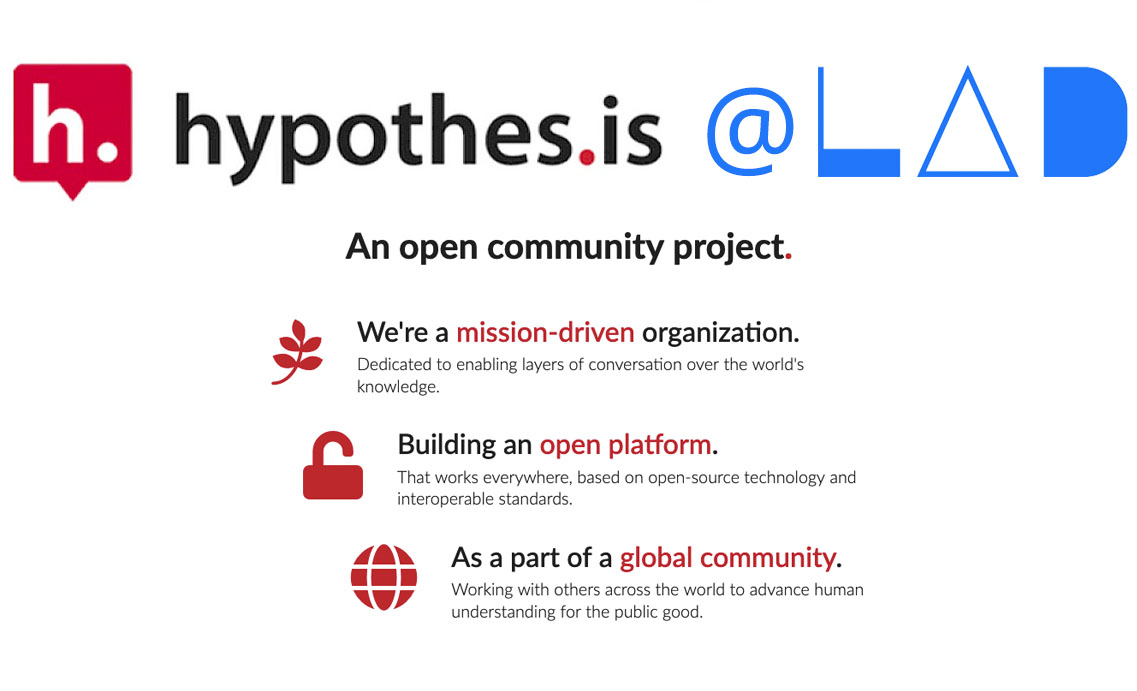 h. hypothes.is @LAD
An open community project.
We're a mission-driven organization.
Dedicated to enabling layers of conversation over the world's
knowledge.
Building an open platform.
That works everywhere, based on open-source technology and
interoperable standards.
As a part of a global community.
Working with others across the world to advance human
understanding for the public good.